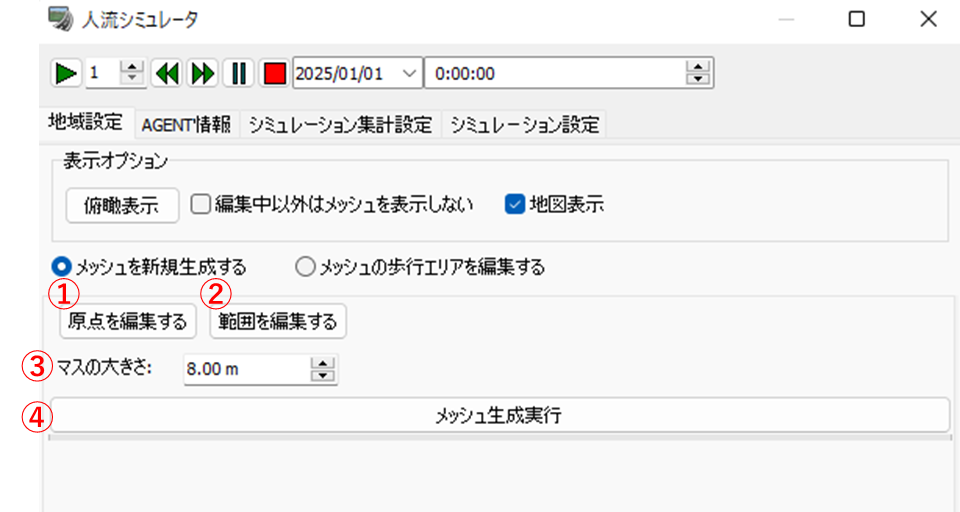 人流シミュレータ
1 2025/01/01 0:00:00
地域設定 AGENT情報 シミュレーション集計設定 シミュレーション設定
表示オプション
俯瞰表示 編集中以外はメッシュを表示しない 地図表示
メッシュを新規生成する メッシュの歩行エリアを編集する
① ②
原点を編集する 範囲を編集する
③ マスの大きさ: 8.00 m
④ メッシュ生成実行